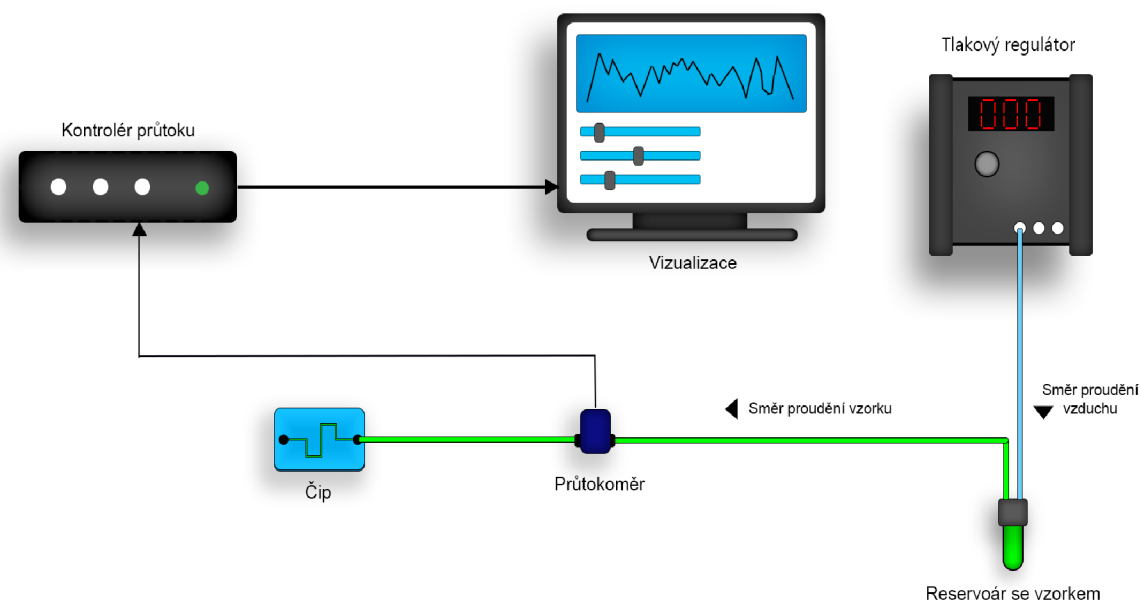 Tlakový regulátor
000
Kontrolér průtoku
Vizualizace
Směr proudění
vzduchu
Směr proudění vzorku
Průtokoměr
Čip
Reservoár se vzorkem